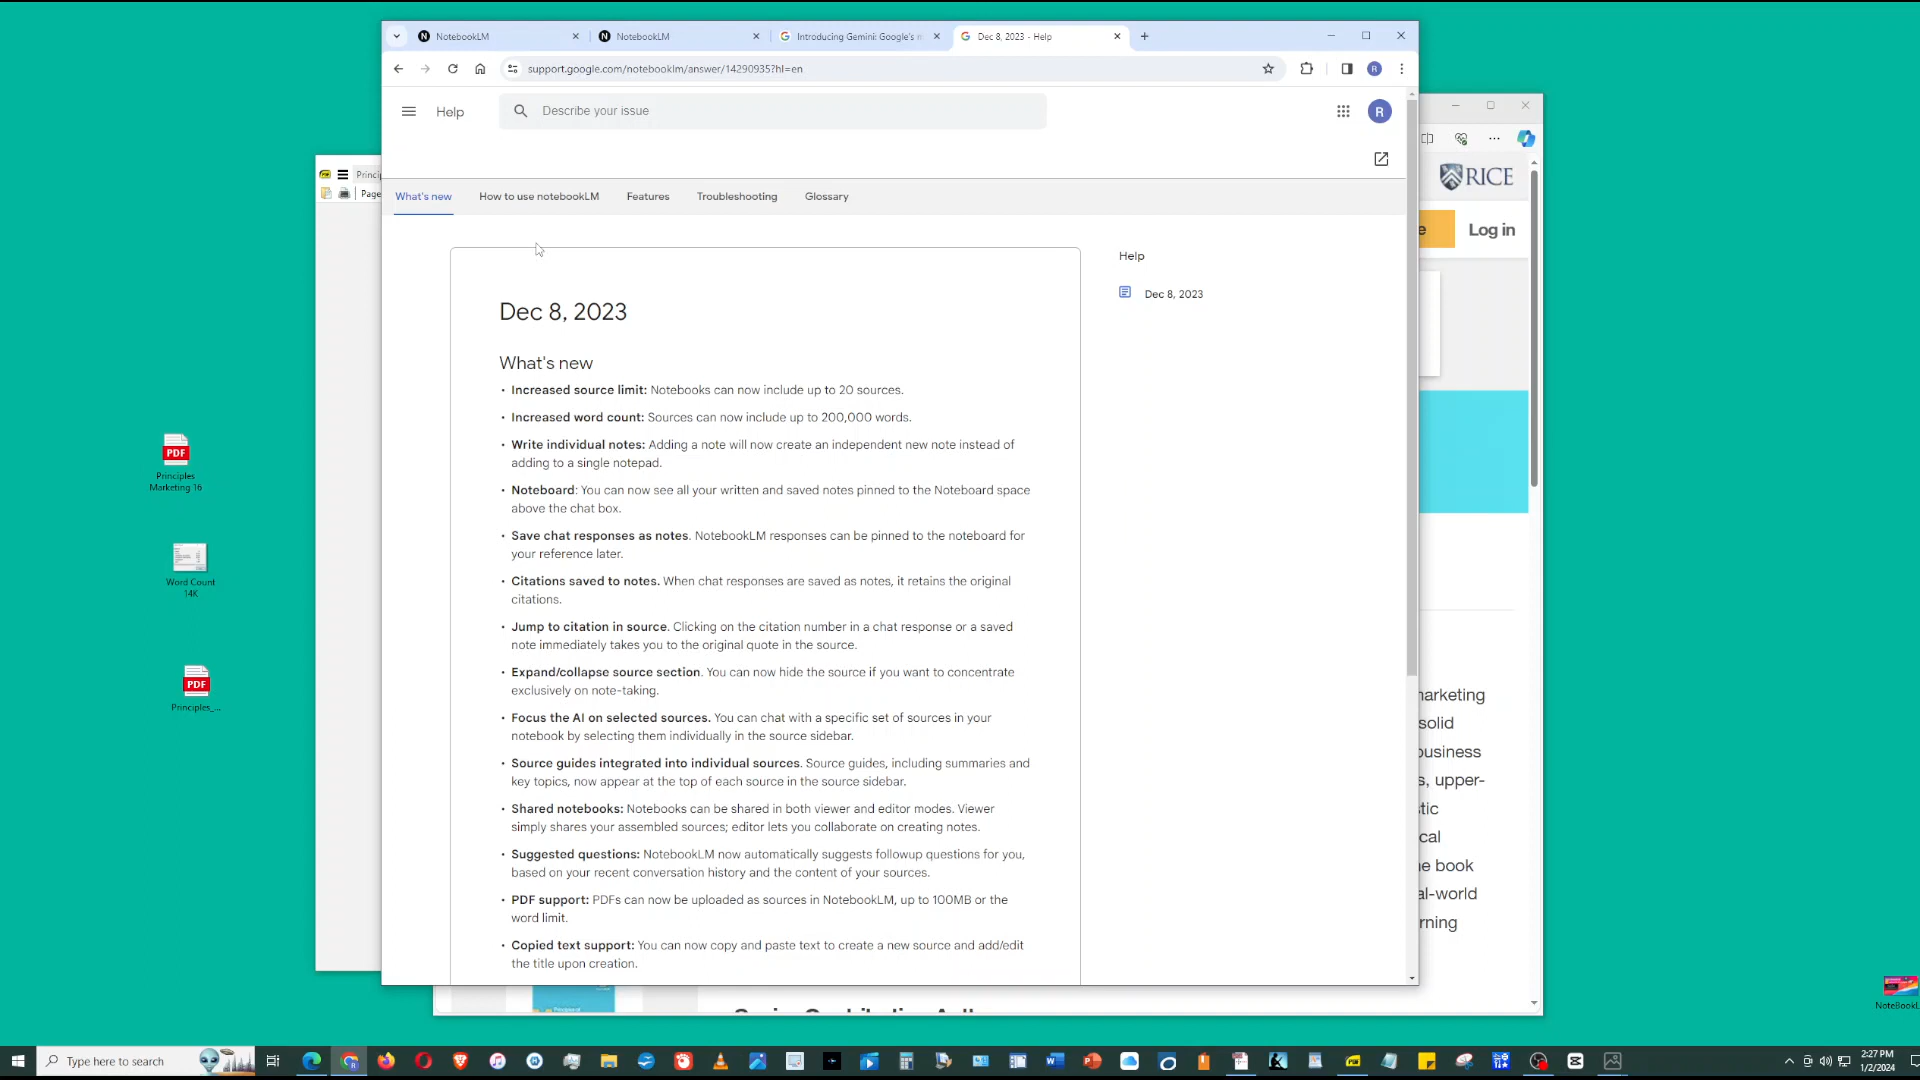 NotebookLM
NotebookLM
Introducing Gemini: Google's m
Dec 8, 2023 - Help
support.google.com/notebooklm/answer/14290935?hl=en
Help
Describe your issue
R
R
What's new
How to use notebookLM
Features
Troubleshooting
Glossary
Dec 8, 2023
What's new
• Increased source limit: Notebooks can now include up to 20 sources.
• Increased word count: Sources can now include up to 200,000 words.
• Write individual notes: Adding a note will now create an independent new note instead of
adding to a single notepad.
• Noteboard: You can now see all your written and saved notes pinned to the Noteboard space
above the chat box.
• Save chat responses as notes. NotebookLM responses can be pinned to the noteboard for
your reference later.
• Citations saved to notes. When chat responses are saved as notes, it retains the original
citations.
• Jump to citation in source. Clicking on the citation number in a chat response or a saved
note immediately takes you to the original quote in the source.
• Expand/collapse source section. You can now hide the source if you want to concentrate
exclusively on note-taking.
• Focus the AI on selected sources. You can chat with a specific set of sources in your
notebook by selecting them individually in the source sidebar.
• Source guides integrated into individual sources. Source guides, including summaries and
key topics, now appear at the top of each source in the source sidebar.
• Shared notebooks: Notebooks can be shared in both viewer and editor modes. Viewer
simply shares your assembled sources; editor lets you collaborate on creating notes.
• Suggested questions: NotebookLM now automatically suggests followup questions for you,
based on your recent conversation history and the content of your sources.
• PDF support: PDFs can now be uploaded as sources in NotebookLM, up to 100MB or the
word limit.
• Copied text support: You can now copy and paste text to create a new source and add/edit
the title upon creation.
Help
Dec 8, 2023
Princi
Page
RICE
e
Log in
arketing
solid
business
s, upper-
tic
cal
e book
al-world
rning
PDF
Principles
Marketing 16
Word Count
14K
PDF
Principles_...
NoteBookL
Type here to search
2:27 PM
1/2/2024